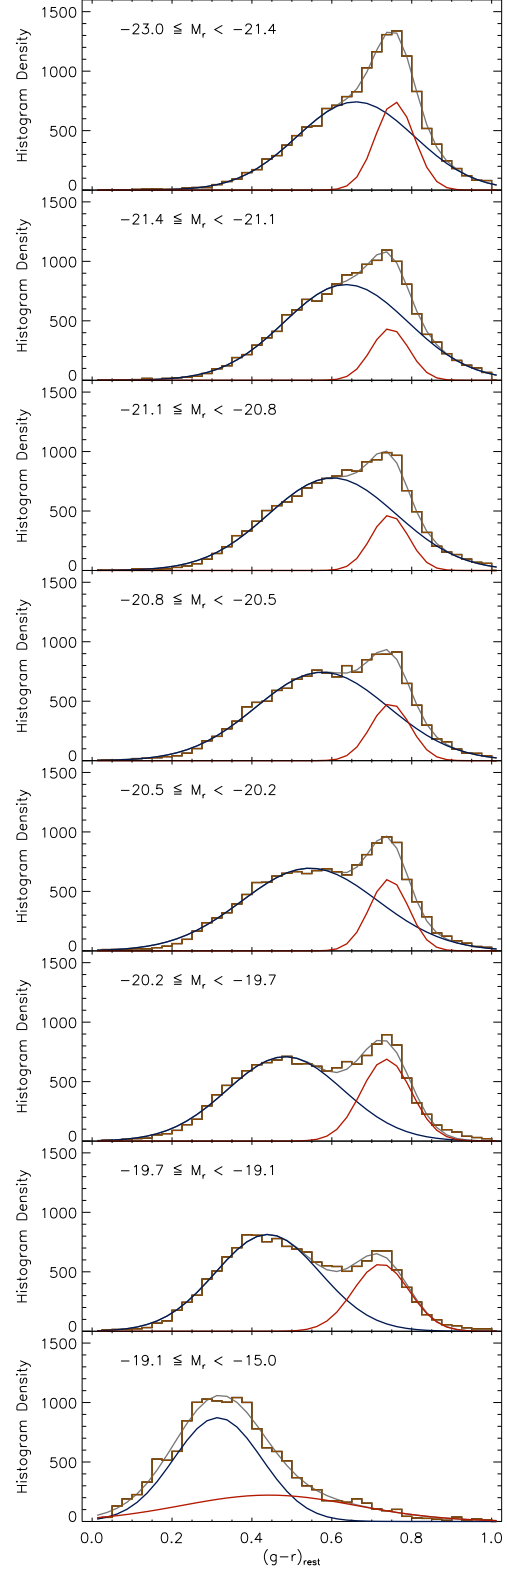 1500
1000
500
0
Histogram Density
−23.0 ≦ Mr < −21.4
1500
1000
500
0
Histogram Density
−21.4 ≦ Mr < −21.1
1500
1000
500
0
Histogram Density
−21.1 ≦ Mr < −20.8
1500
1000
500
0
Histogram Density
−20.8 ≦ Mr < −20.5
1500
1000
500
0
Histogram Density
−20.5 ≦ Mr < −20.2
1500
1000
500
0
Histogram Density
−20.2 ≦ Mr < −19.7
1500
1000
500
0
Histogram Density
−19.7 ≦ Mr < −19.1
1500
1000
500
0
Histogram Density
−19.1 ≦ Mr < −15.0
0.0 0.2 0.4 0.6 0.8 1.0
(g−r)rest